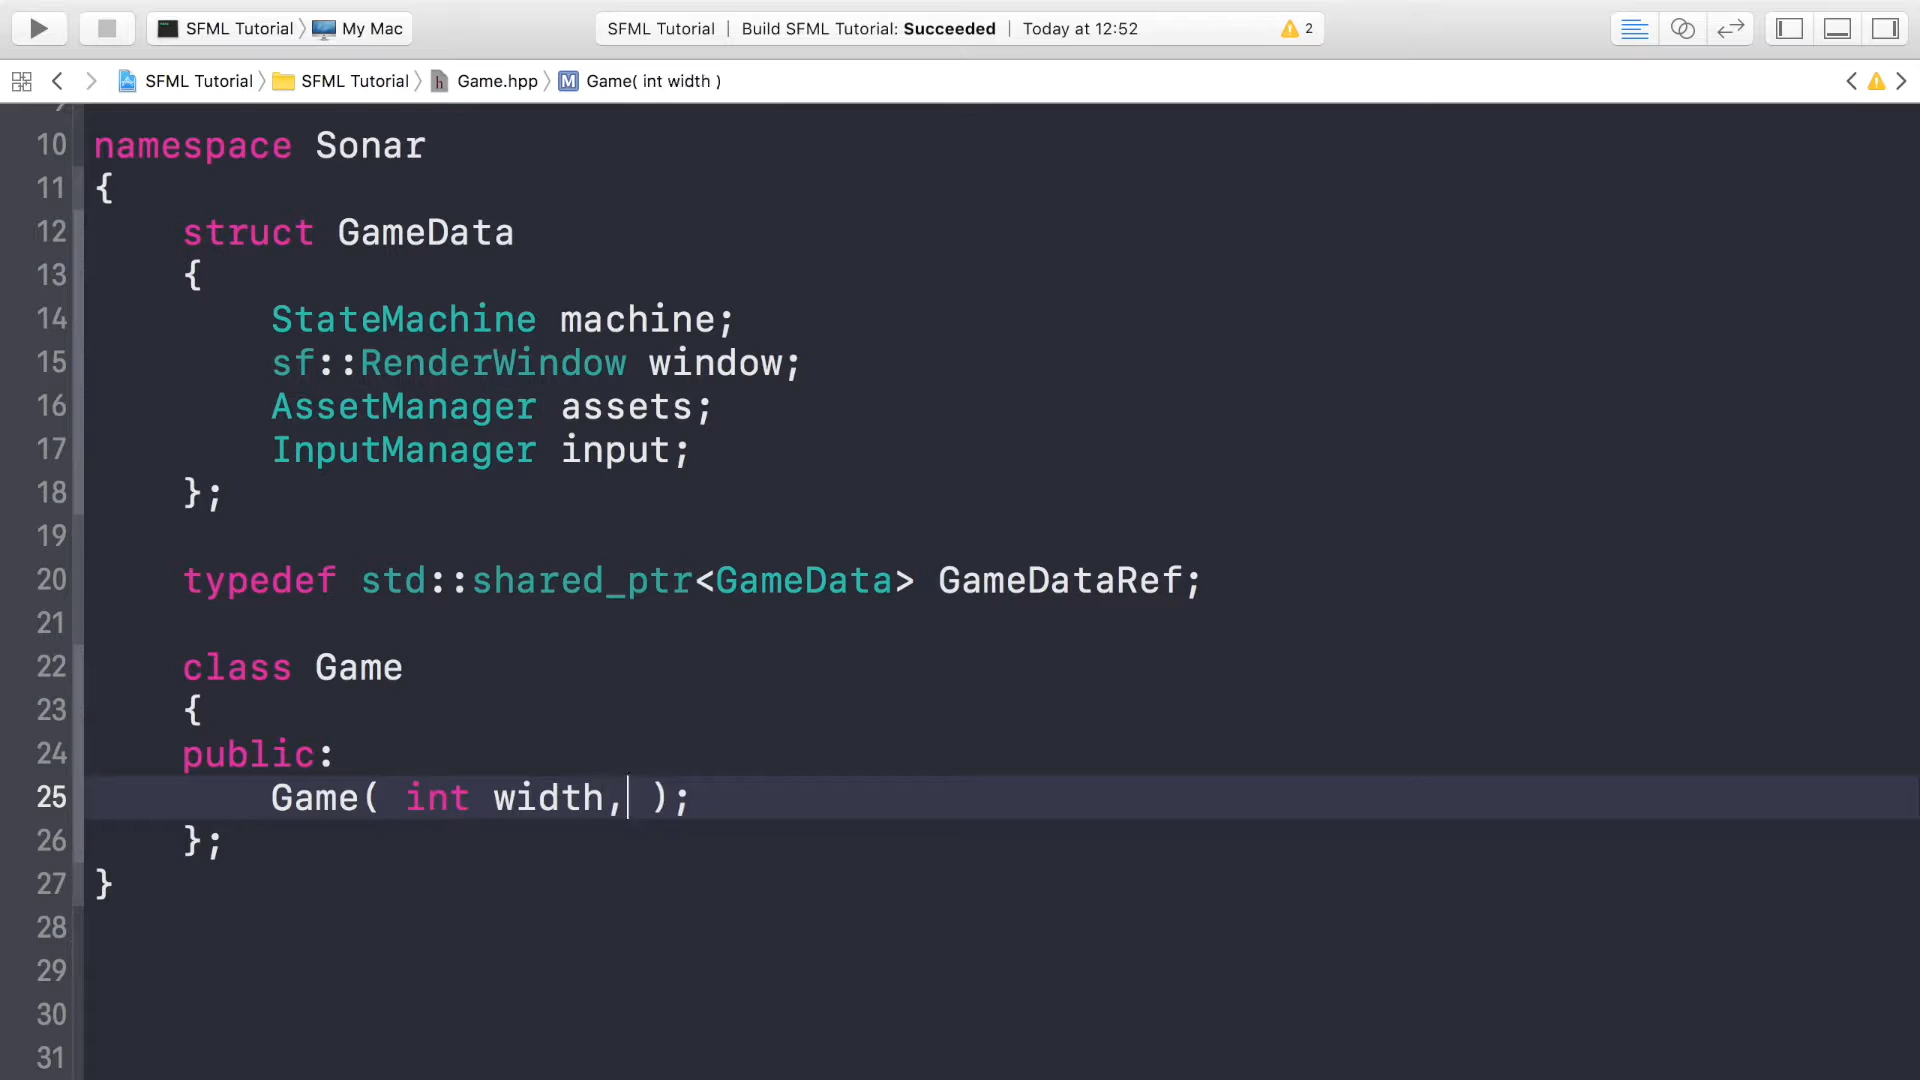 SFML Tutorial My Mac SFML Tutorial Build SFML Tutorial: Succeeded Today at 12:52 2
SFML Tutorial SFML Tutorial h Game.hpp M Game( int width )
10 namespace Sonar
11 {
12 struct GameData
13 {
14 StateMachine machine;
15 sf::RenderWindow window;
16 AssetManager assets;
17 InputManager input;
18 };
19
20 typedef std::shared_ptr<GameData> GameDataRef;
21
22 class Game
23 {
24 public:
25 Game( int width, );
26 };
27 }
28
29
30
31